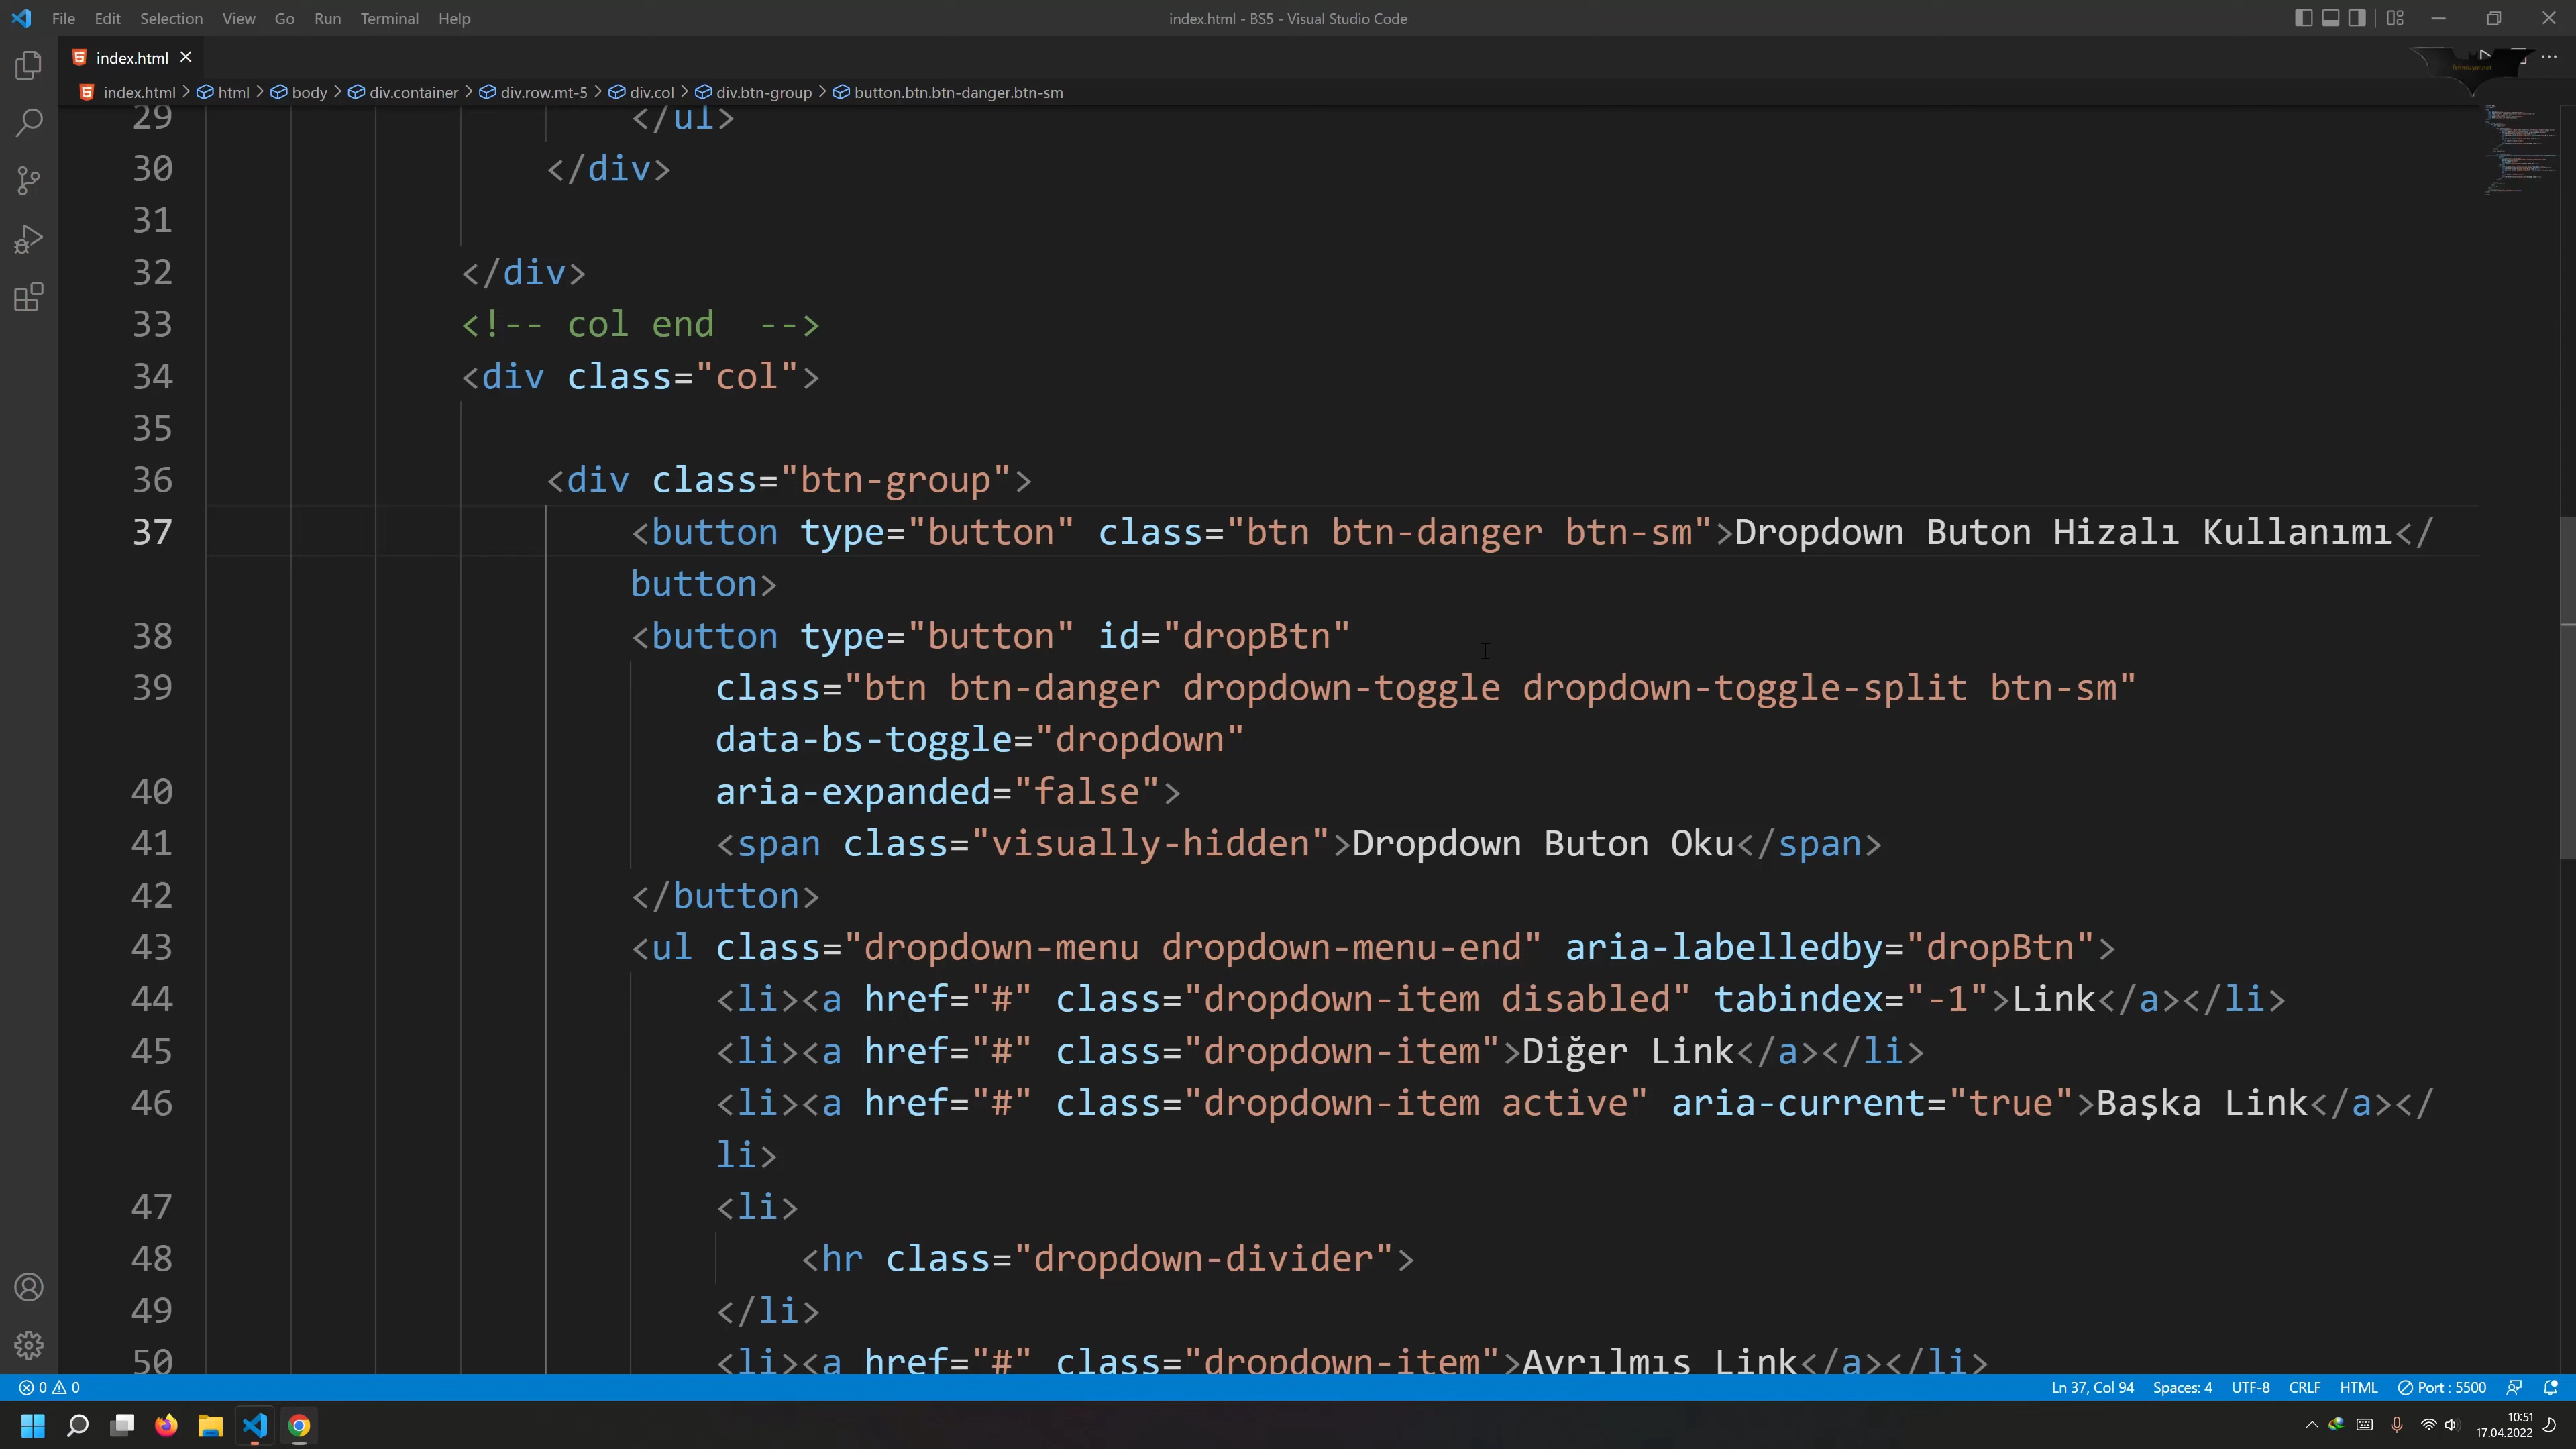 File Edit Selection View Go Run Terminal Help index.html - BS5 - Visual Studio Code
index.html
index.html > html > body > div.container > div.row.mt-5 > div.col > div.btn-group > button.btn.btn-danger.btn-sm
29 </ul>
30 </div>
31
32 </div>
33 <!-- col end  -->
34 <div class="col">
35
36 <div class="btn-group">
37 <button type="button" class="btn btn-danger btn-sm">Dropdown Buton Hizalı Kullanımı</
button>
38 <button type="button" id="dropBtn"
39 class="btn btn-danger dropdown-toggle dropdown-toggle-split btn-sm"
data-bs-toggle="dropdown"
40 aria-expanded="false">
41 <span class="visually-hidden">Dropdown Buton Oku</span>
42 </button>
43 <ul class="dropdown-menu dropdown-menu-end" aria-labelledby="dropBtn">
44 <li><a href="#" class="dropdown-item disabled" tabindex="-1">Link</a></li>
45 <li><a href="#" class="dropdown-item">Diğer Link</a></li>
46 <li><a href="#" class="dropdown-item active" aria-current="true">Başka Link</a></
li>
47 <li>
48 <hr class="dropdown-divider">
49 </li>
50 <li><a href="#" class="dropdown-item">Ayrılmış Link</a></li>
0 0 Ln 37, Col 94 Spaces: 4 UTF-8 CRLF HTML Port : 5500
10:51
17.04.2022